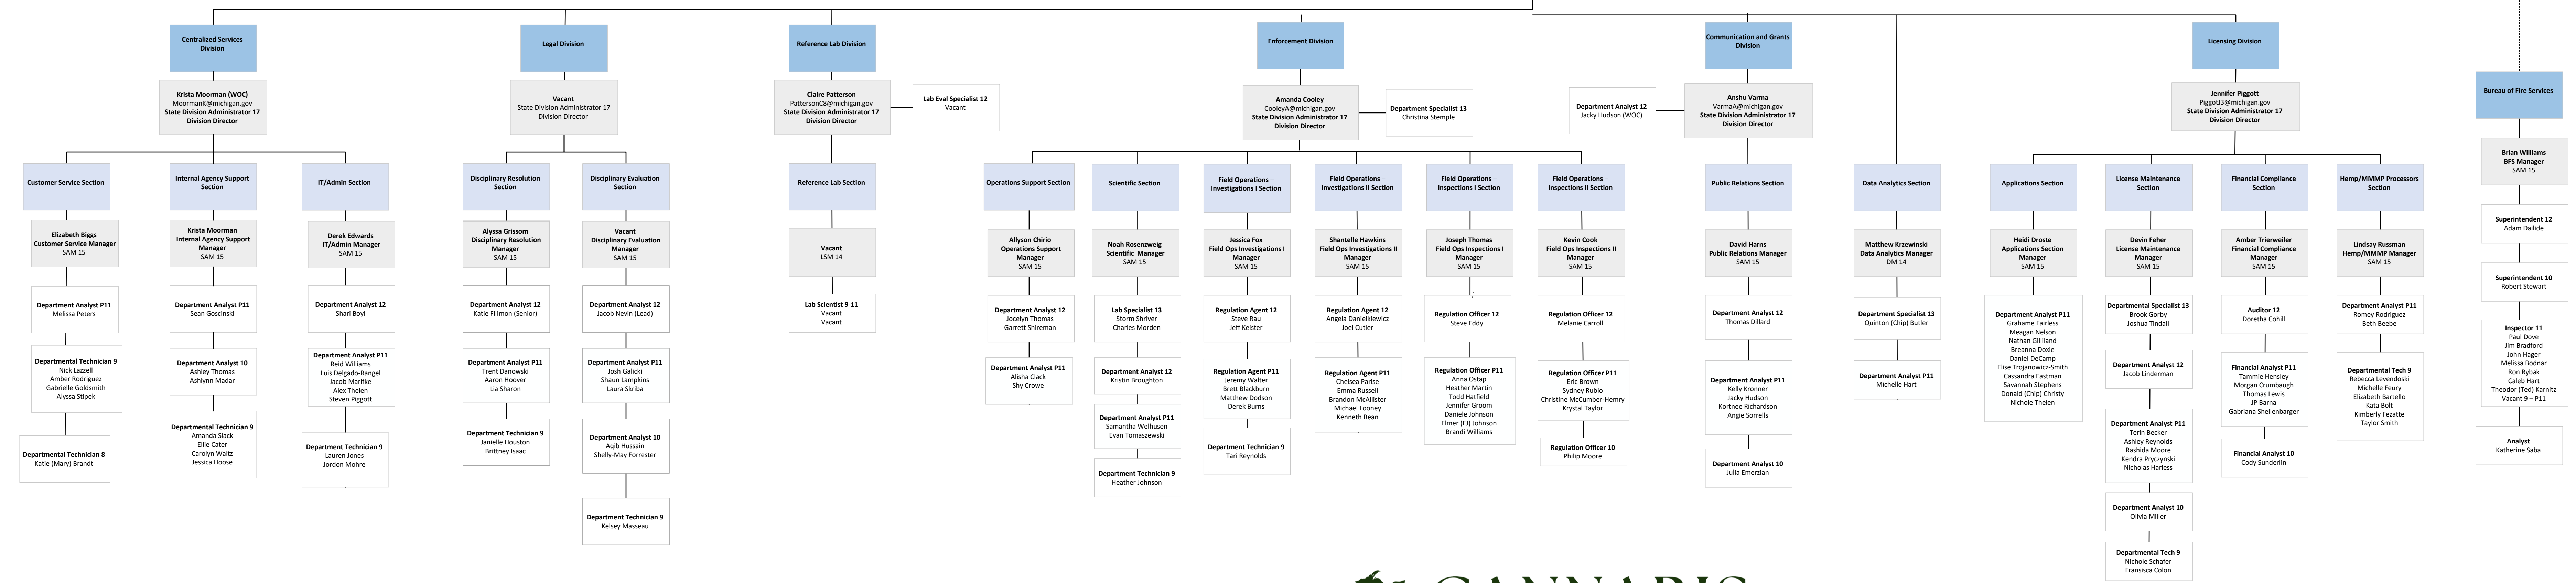 Centralized Services
Division
Krista Moorman (WOC)
MoormanK@michigan.gov
State Division Administrator 17
Division Director
Customer Service Section
Elizabeth Biggs
Customer Service Manager
SAM 15
Department Analyst P11
Melissa Peters
Departmental Technician 9
Nick Lazzell
Amber Rodriguez
Gabrielle Goldsmith
Alyssa Stipek
Departmental Technician 8
Katie (Mary) Brandt
Internal Agency Support
Section
Krista Moorman
Internal Agency Support
Manager
SAM 15
Department Analyst P11
Sean Goscinski
Department Analyst 10
Ashley Thomas
Ashlynn Madar
Departmental Technician 9
Amanda Slack
Ellie Cater
Carolyn Waltz
Jessica Hoose
IT/Admin Section
Derek Edwards
IT/Admin Manager
SAM 15
Department Analyst 12
Shari Boyl
Department Analyst P11
Reid Williams
Luis Delgado-Rangel
Jacob Marifke
Alex Thelen
Steven Piggott
Department Technician 9
Lauren Jones
Jordon Mohre
Legal Division
Vacant
State Division Administrator 17
Division Director
Disciplinary Resolution
Section
Alyssa Grissom
Disciplinary Resolution
Manager
SAM 15
Department Analyst 12
Katie Filimon (Senior)
Department Analyst P11
Trent Danowski
Aaron Hoover
Lia Sharon
Department Technician 9
Janielle Houston
Brittney Isaac
Disciplinary Evaluation
Section
Vacant
Disciplinary Evaluation
Manager
SAM 15
Department Analyst 12
Jacob Nevin (Lead)
Department Analyst P11
Josh Galicki
Shaun Lampkins
Laura Skriba
Department Analyst 10
Aqib Hussain
Shelly-May Forrester
Department Technician 9
Kelsey Masseau
Reference Lab Division
Claire Patterson
PattersonC8@michigan.gov
State Division Administrator 17
Division Director
Lab Eval Specialist 12
Vacant
Reference Lab Section
Vacant
LSM 14
Lab Scientist 9-11
Vacant
Vacant
Enforcement Division
Amanda Cooley
CooleyA@michigan.gov
State Division Administrator 17
Division Director
Department Specialist 13
Christina Stemple
Operations Support Section
Allyson Chirio
Operations Support
Manager
SAM 15
Department Analyst 12
Jocelyn Thomas
Garrett Shireman
Department Analyst P11
Alisha Clack
Shy Crowe
Scientific Section
Noah Rosenzweig
Scientific Manager
SAM 15
Lab Specialist 13
Storm Shriver
Charles Morden
Department Analyst 12
Kristin Broughton
Department Analyst P11
Samantha Welhusen
Evan Tomaszewski
Department Technician 9
Heather Johnson
Field Operations –
Investigations I Section
Jessica Fox
Field Ops Investigations I
Manager
SAM 15
Regulation Agent 12
Steve Rau
Jeff Keister
Regulation Agent P11
Jeremy Walter
Brett Blackburn
Matthew Dodson
Derek Burns
Department Technician 9
Tari Reynolds
Field Operations –
Investigations II Section
Shantelle Hawkins
Field Ops Investigations II
Manager
SAM 15
Regulation Agent 12
Angela Danielkiewicz
Joel Cutler
Regulation Agent P11
Chelsea Parise
Emma Russell
Brandon McAllister
Michael Looney
Kenneth Bean
Field Operations –
Inspections I Section
Joseph Thomas
Field Ops Inspections I
Manager
SAM 15
Regulation Officer 12
Steve Eddy
Regulation Officer P11
Anna Ostap
Heather Martin
Todd Hatfield
Jennifer Groom
Daniele Johnson
Elmer (EJ) Johnson
Brandi Williams
Field Operations –
Inspections II Section
Kevin Cook
Field Ops Inspections II
Manager
SAM 15
Regulation Officer 12
Melanie Carroll
Regulation Officer P11
Eric Brown
Sydney Rubio
Christine McCumber-Hemry
Krystal Taylor
Regulation Officer 10
Philip Moore
Communication and Grants
Division
Anshu Varma
VarmaA@michigan.gov
State Division Administrator 17
Division Director
Department Analyst 12
Jacky Hudson (WOC)
Public Relations Section
David Harns
Public Relations Manager
SAM 15
Department Analyst 12
Thomas Dillard
Department Analyst P11
Kelly Kronner
Jacky Hudson
Kortnee Richardson
Angie Sorrells
Department Analyst 10
Julia Emerzian
Data Analytics Section
Matthew Krzewinski
Data Analytics Manager
DM 14
Department Specialist 13
Quinton (Chip) Butler
Department Analyst P11
Michelle Hart
Licensing Division
Jennifer Piggott
PiggotJ3@michigan.gov
State Division Administrator 17
Division Director
Applications Section
Heidi Droste
Applications Section
Manager
SAM 15
Department Analyst P11
Grahame Fairless
Meagan Nelson
Nathan Gilliland
Breanna Doxie
Daniel DeCamp
Elise Trojanowicz-Smith
Cassandra Eastman
Savannah Stephens
Donald (Chip) Christy
Nichole Thelen
License Maintenance
Section
Devin Feher
License Maintenance
Manager
SAM 15
Departmental Specialist 13
Brook Gorby
Joshua Tindall
Department Analyst 12
Jacob Linderman
Department Analyst P11
Terin Becker
Ashley Reynolds
Rashida Moore
Kendra Pryczynski
Nicholas Harless
Department Analyst 10
Olivia Miller
Departmental Tech 9
Nichole Schafer
Fransisca Colon
Financial Compliance
Section
Amber Trierweiler
Financial Compliance
Manager
SAM 15
Auditor 12
Doretha Cohill
Financial Analyst P11
Tammie Hensley
Morgan Crumbaugh
Thomas Lewis
JP Barna
Gabriana Shellenbarger
Financial Analyst 10
Cody Sunderlin
Hemp/MMMP Processors
Section
Lindsay Russman
Hemp/MMMP Manager
SAM 15
Department Analyst P11
Romey Rodriguez
Beth Beebe
Departmental Tech 9
Rebecca Levendoski
Michelle Feury
Elizabeth Bartello
Kata Bolt
Kimberly Fezatte
Taylor Smith
Bureau of Fire Services
Brian Williams
BFS Manager
SAM 15
Superintendent 12
Adam Dailide
Superintendent 10
Robert Stewart
Inspector 11
Paul Dove
Jim Bradford
John Hager
Melissa Bodnar
Ron Rybak
Caleb Hart
Theodor (Ted) Karnitz
Vacant 9 – P11
Analyst
Katherine Saba
CANNABIS